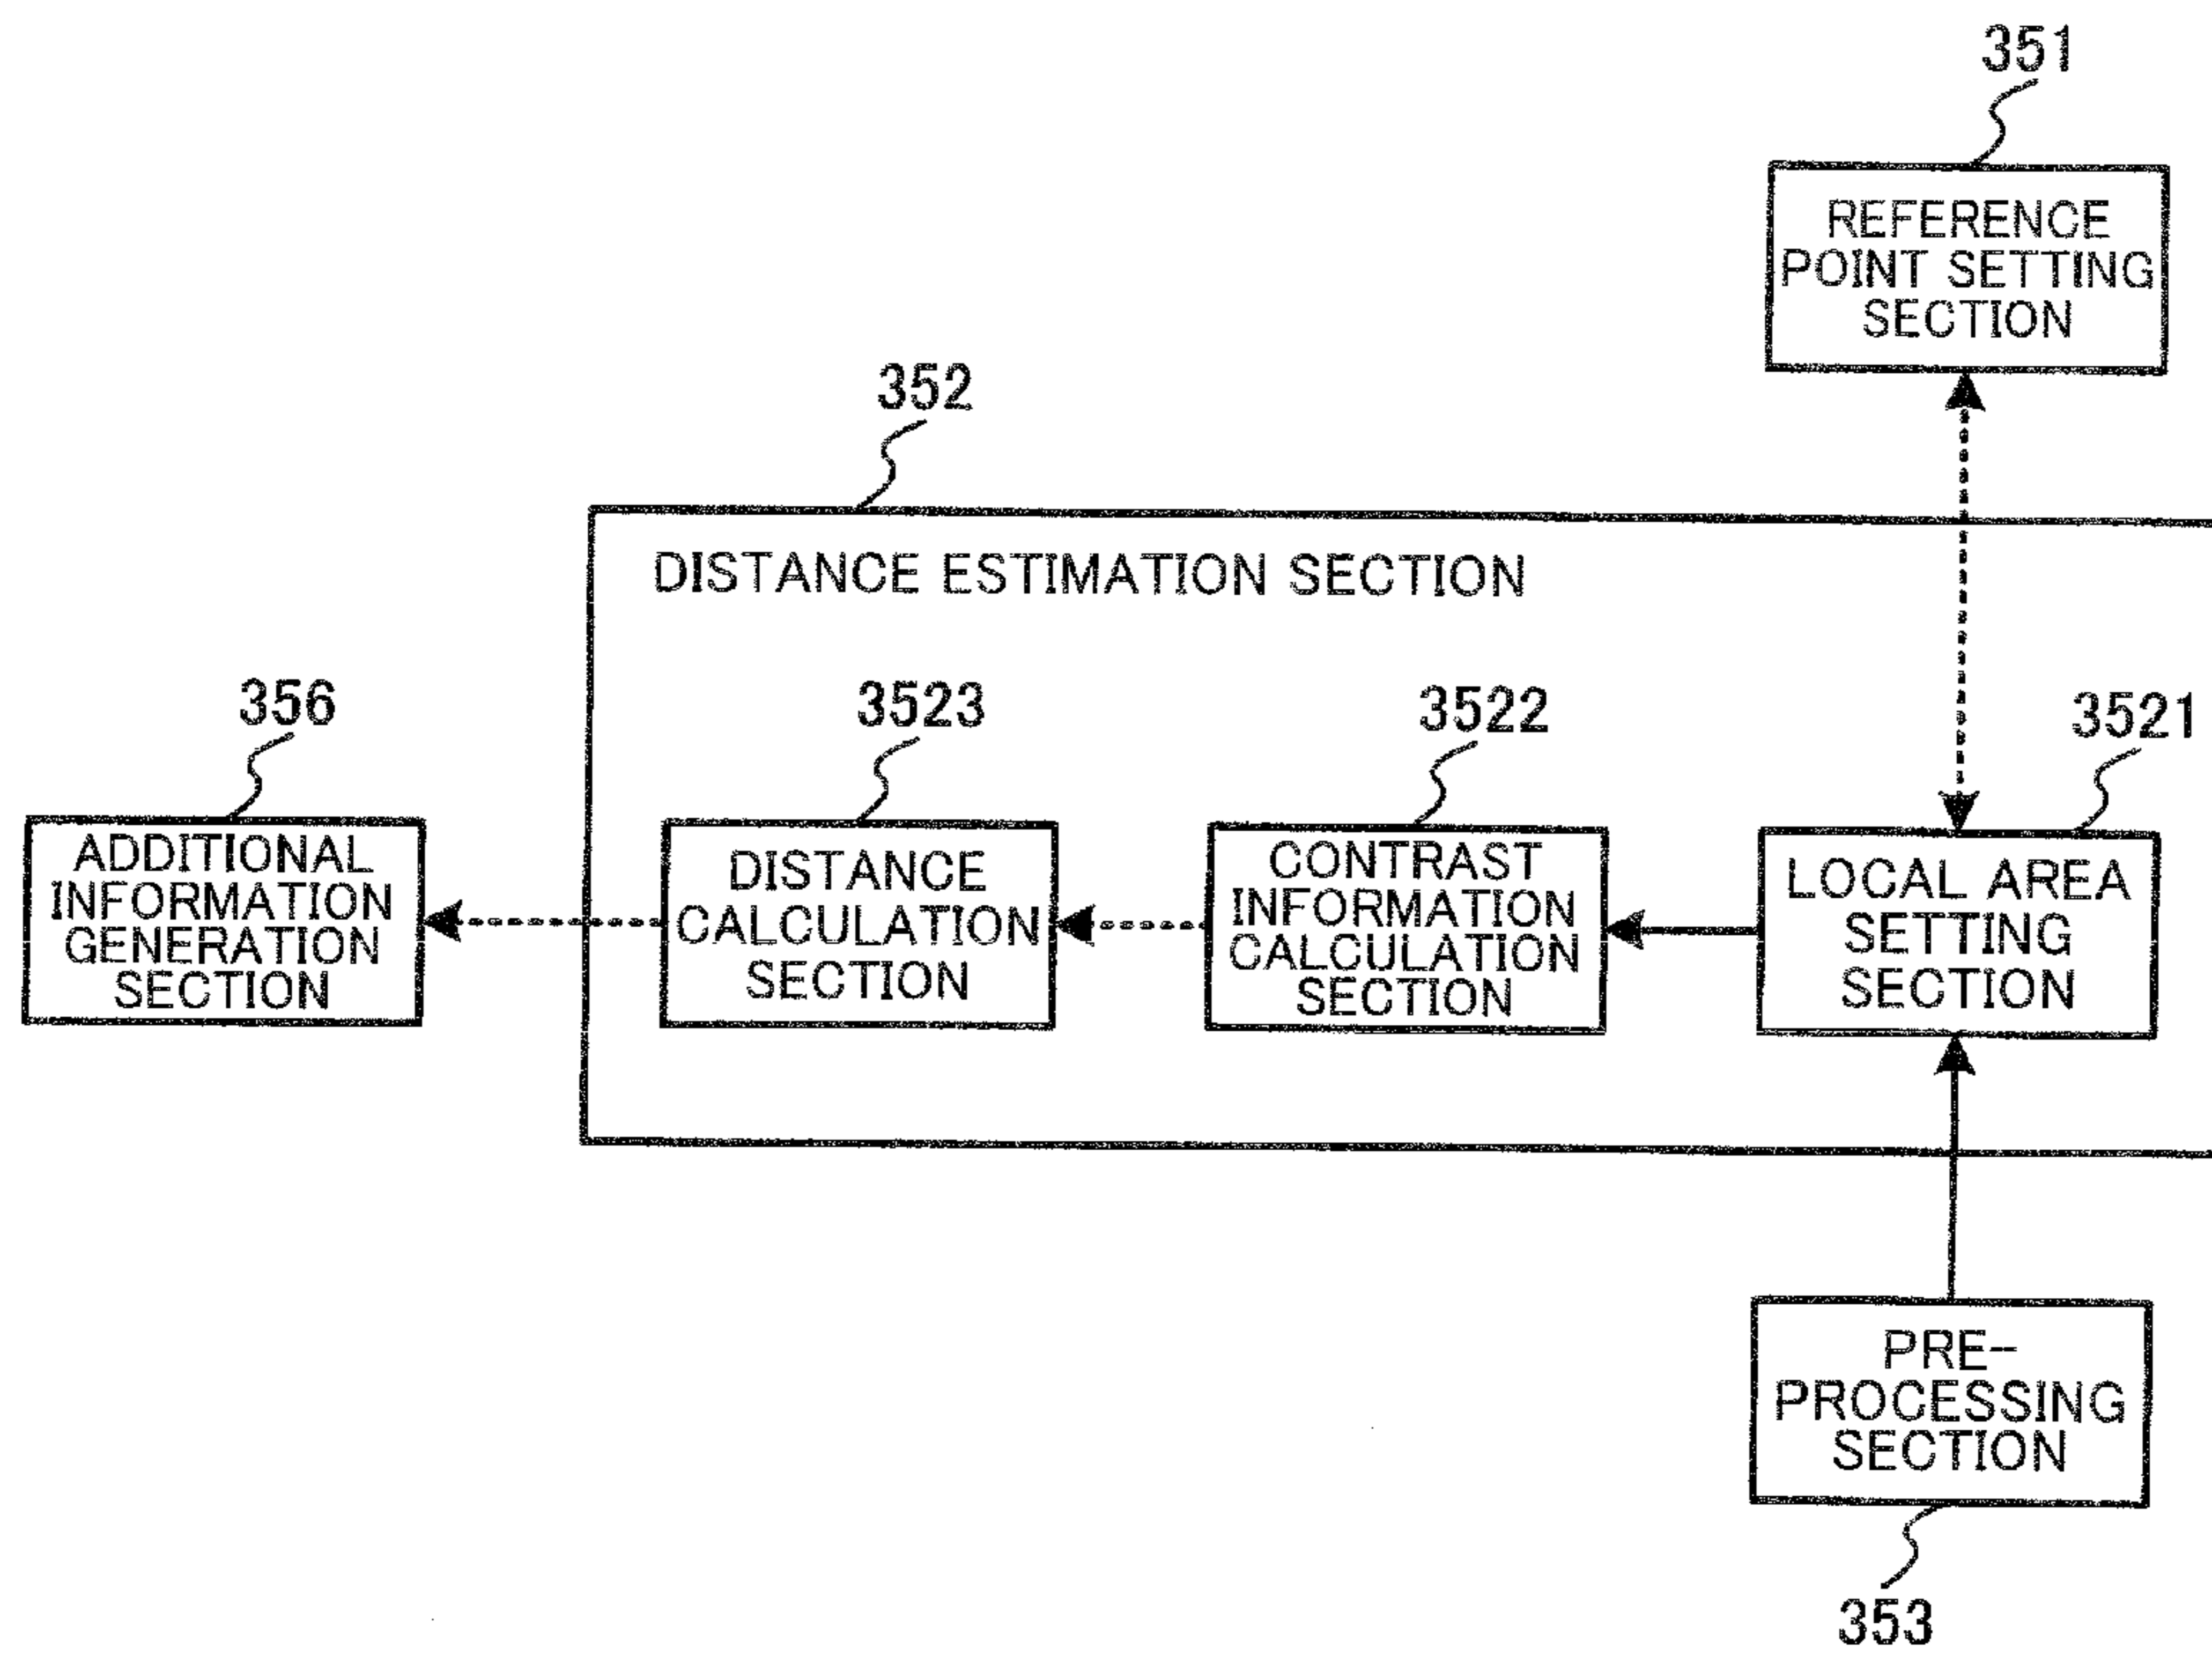 351
REFERENCE
POINT SETTING
SECTION
352
DISTANCE ESTIMATION SECTION
356
3523
3522
3521
ADDITIONAL
INFORMATION
GENERATION
SECTION
DISTANCE
CALCULATION
SECTION
CONTRAST
INFORMATION
CALCULATION
SECTION
LOCAL AREA
SETTING
SECTION
PRE-
PROCESSING
SECTION
353